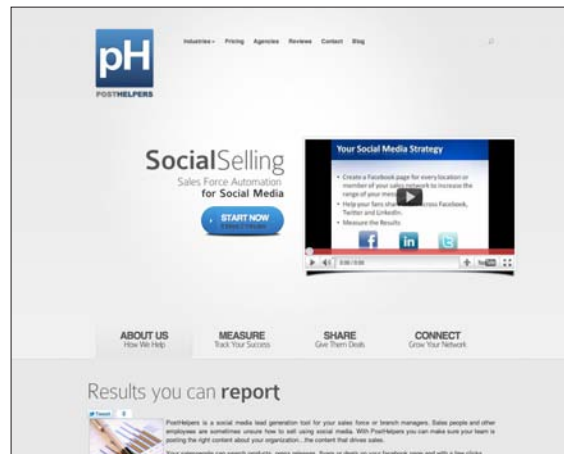 pH
POSTHELPERS
Industries Pricing Agencies Reviews Contact Blog
SocialSelling
Sales Force Automation
for Social Media
START NOW
Your Social Media Strategy
• Create a Facebook page for every location or
member of your sales network to increase the
range of your
• Help your fans across Facebook,
Twitter and LinkedIn.
• Measure the Results
f in t
0:00 / 0:00 YouTube
ABOUT US MEASURE SHARE CONNECT
How We Help Track Your Success Give Them Deals Grow Your Network
Results you can report
Tweet 0
PostHelpers is a social media lead generation tool for your sales force or branch managers. Sales people and other
employees are sometimes unsure how to sell using social media. With PostHelpers you can make sure your team is
posting the right content about your organization...the content that drives sales.